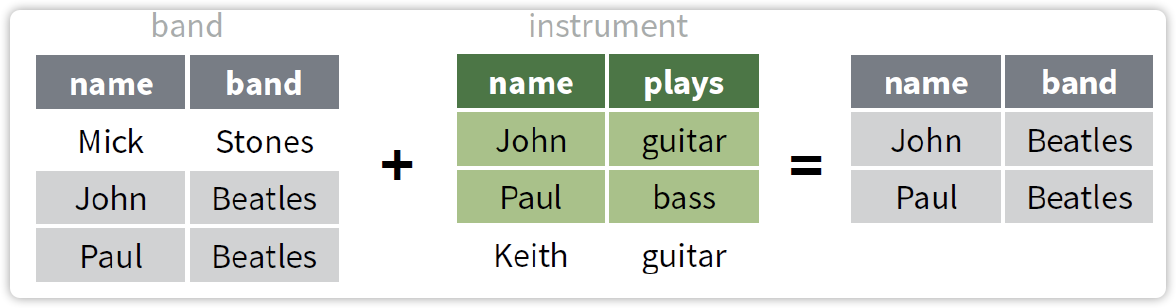 band instrument
name band name plays name band
Mick Stones John guitar John Beatles
+ =
John Beatles Paul bass Paul Beatles
Paul Beatles Keith guitar